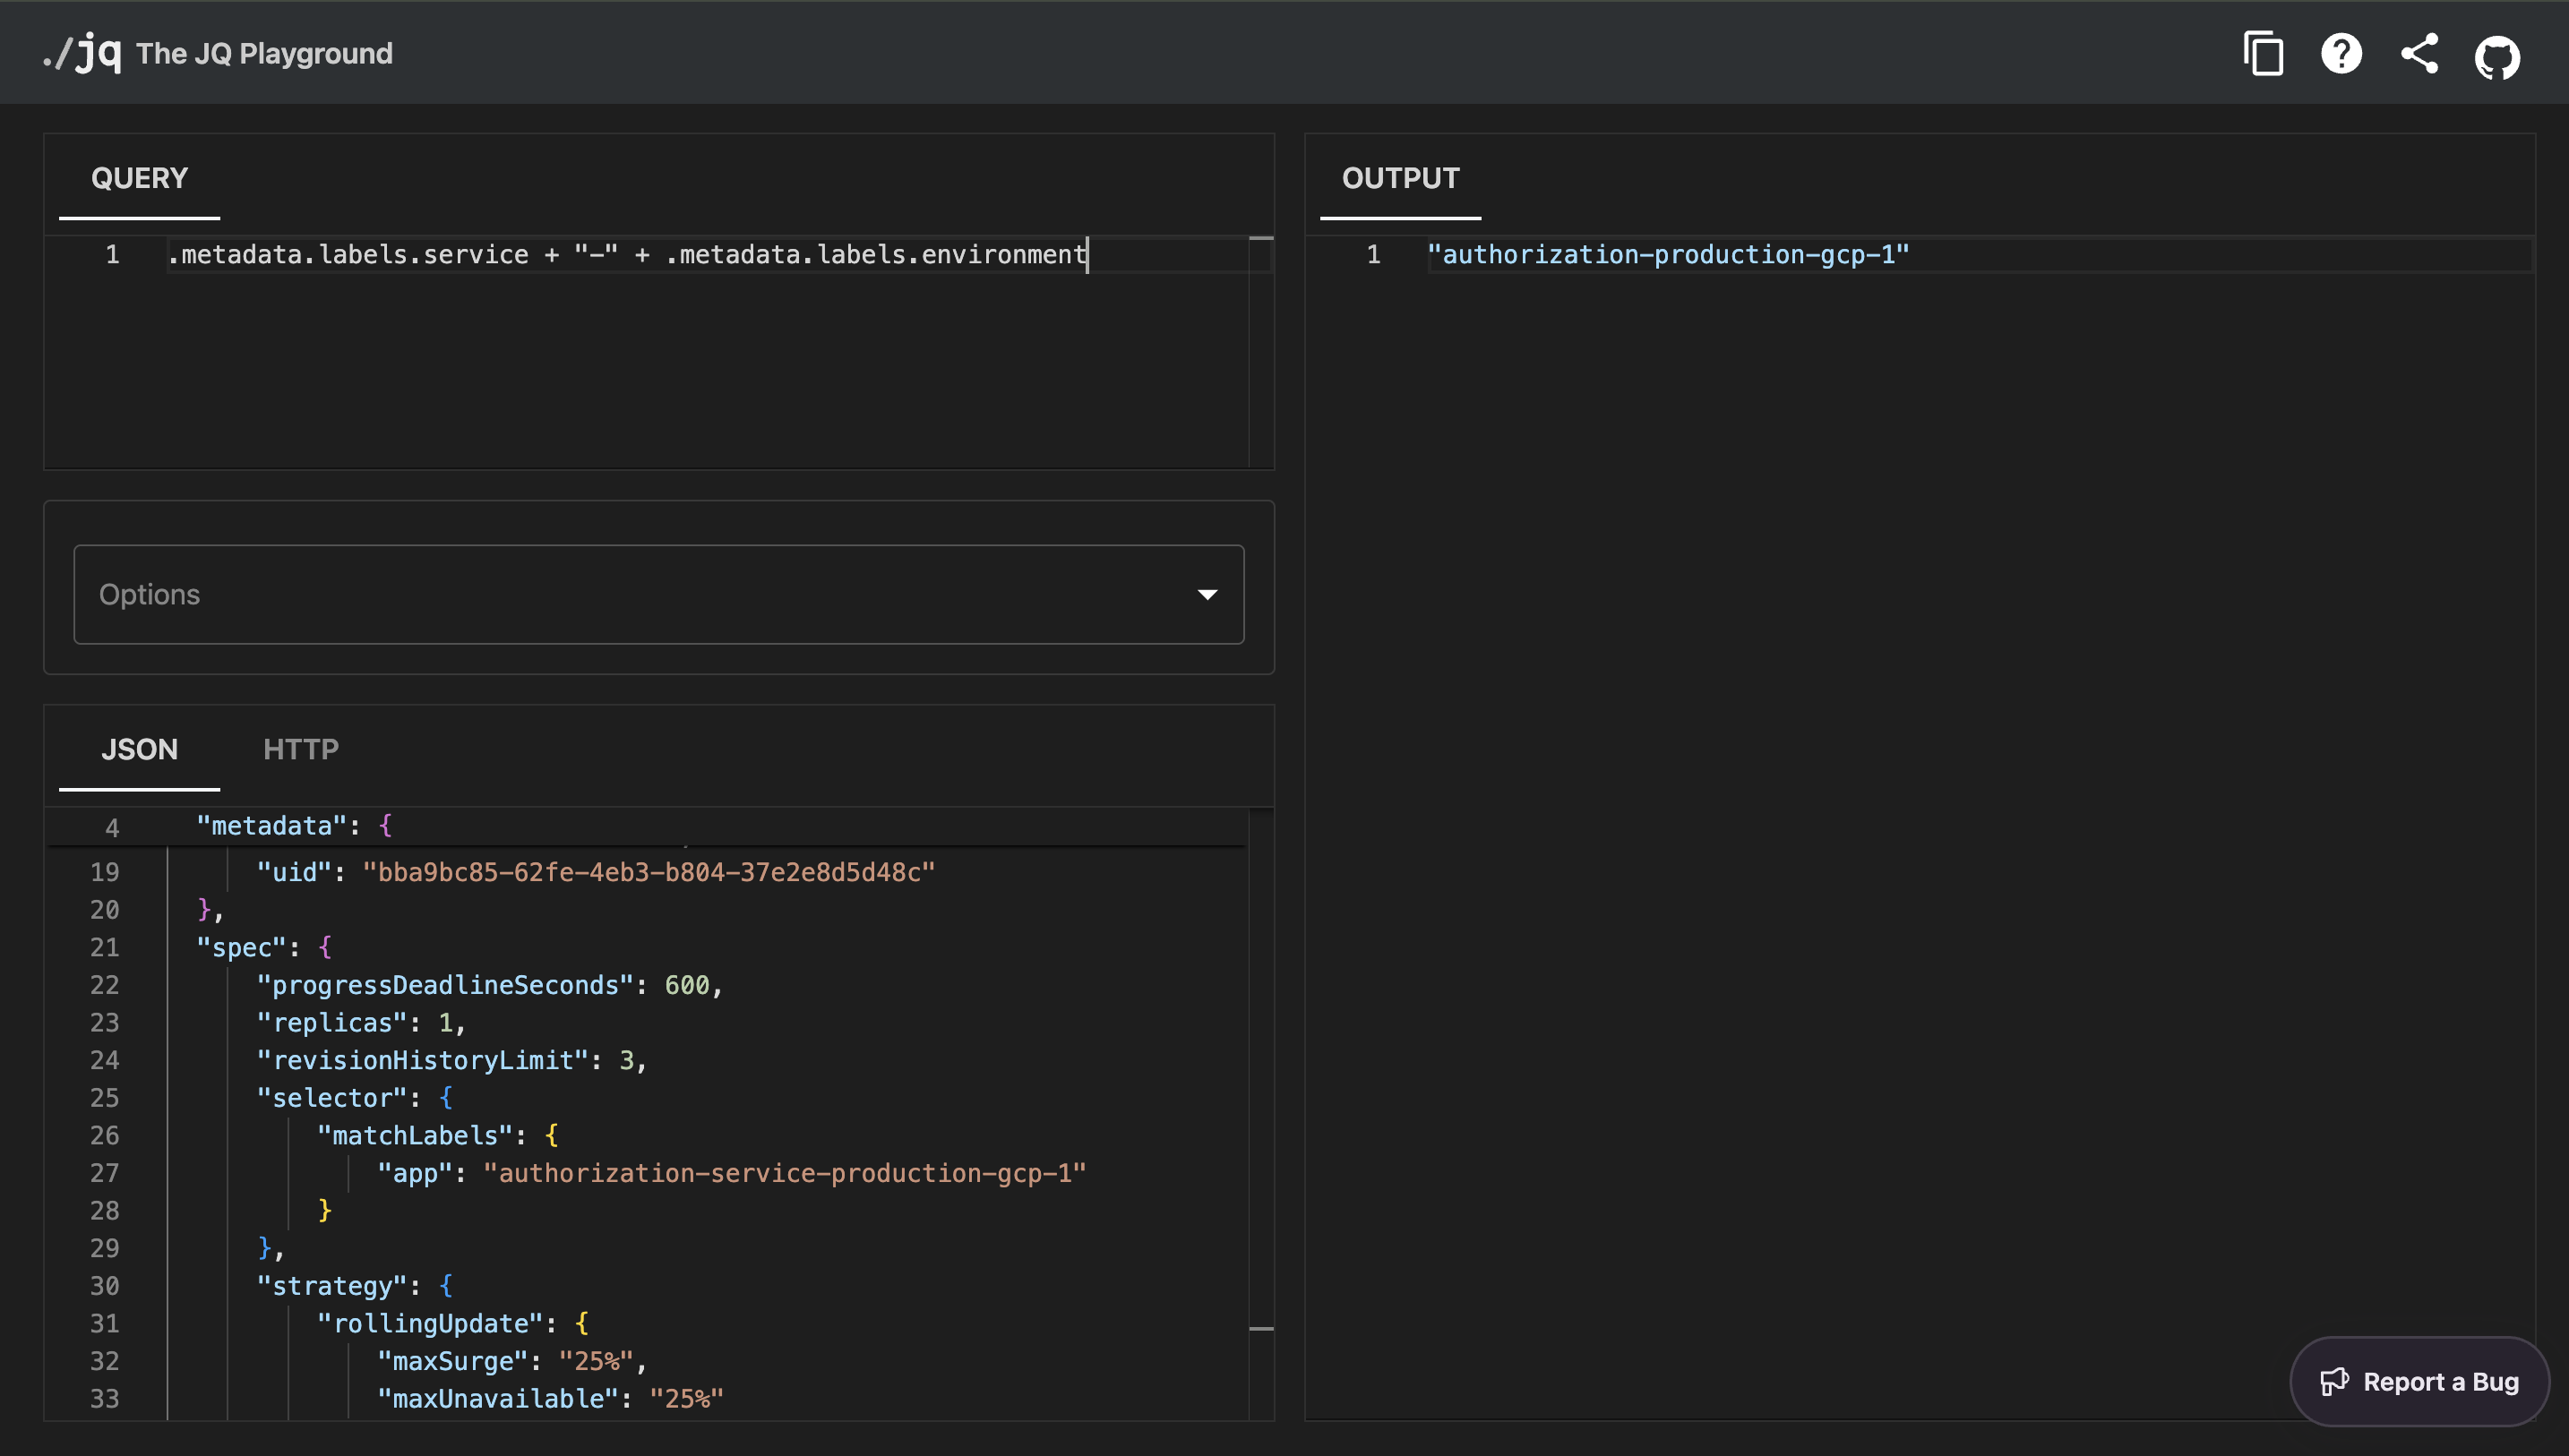 ./jq The JQ Playground
QUERY
1 .metadata.labels.service + "-" + .metadata.labels.environment
Options
JSON HTTP
4 "metadata": {
19 "uid": "bba9bc85-62fe-4eb3-b804-37e2e8d5d48c"
20 },
21 "spec": {
22 "progressDeadlineSeconds": 600,
23 "replicas": 1,
24 "revisionHistoryLimit": 3,
25 "selector": {
26 "matchLabels": {
27 "app": "authorization-service-production-gcp-1"
28 }
29 },
30 "strategy": {
31 "rollingUpdate": {
32 "maxSurge": "25%",
33 "maxUnavailable": "25%"
OUTPUT
1 "authorization-production-gcp-1"
Report a Bug